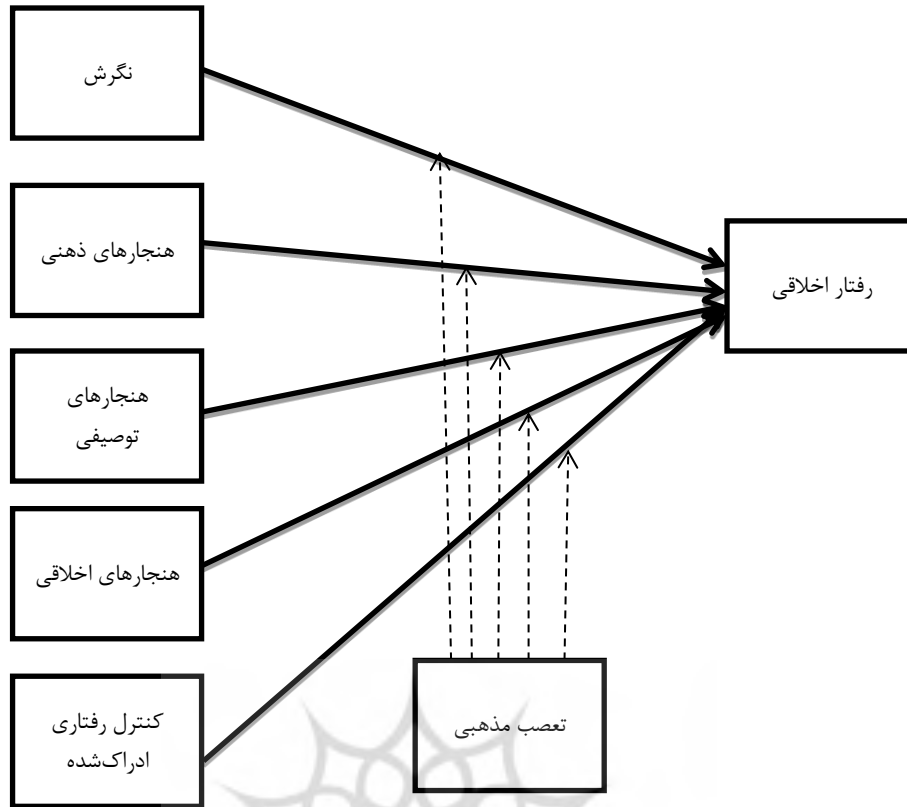 نگرش
هنجارهای ذهنی
رفتار اخلاقی
هنجارهای
توصیفی
هنجارهای اخلاقی
کنترل رفتاری
ادراک‌شده
تعصب مذهبی